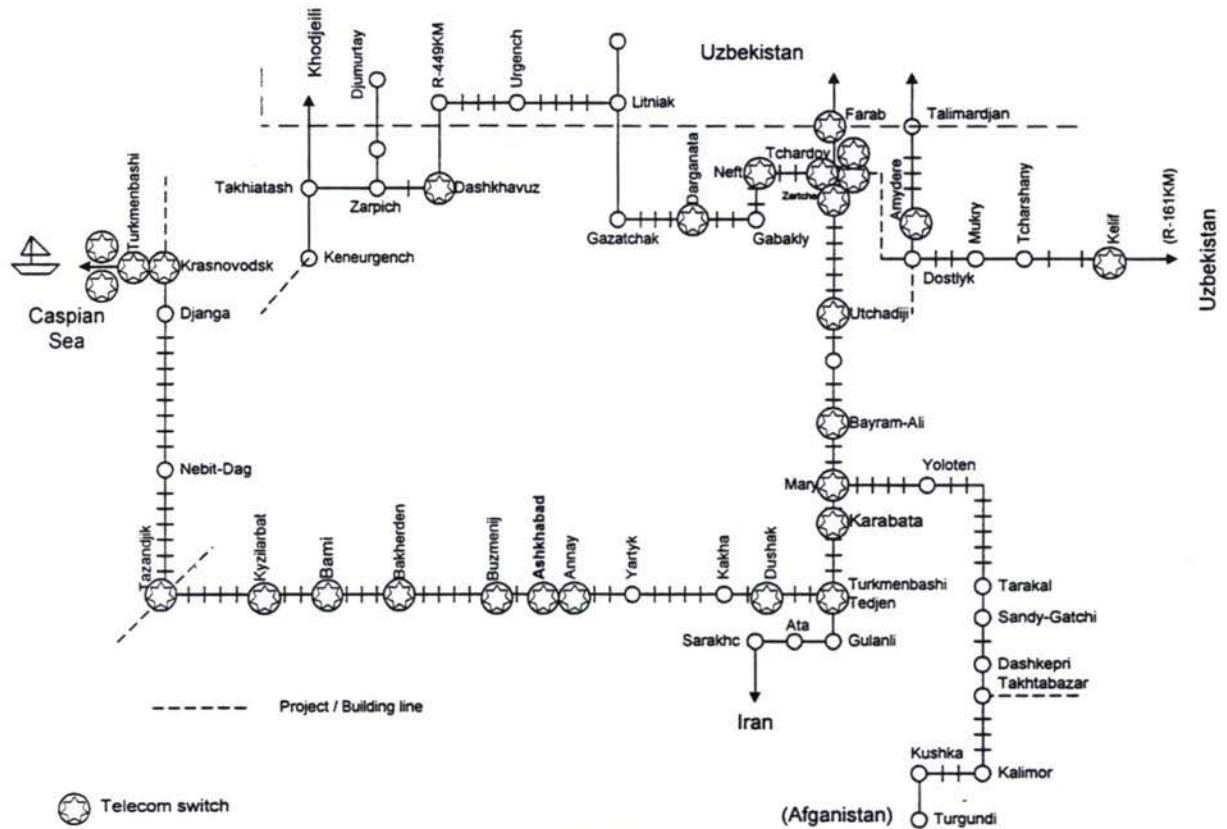 Uzbekistan
Khodjeili
Djumurtay
R-449KM
Urgench
Litniak
Farab
Talimardjan
Tchardoy
Neft
Zartchar
Darganata
Amydere
Mukry
Tcharshany
Kelif
(R-161KM)
Uzbekistan
Takhiatash
Zarpich
Dashkhavuz
Gazatchak
Gabakly
Dostlyk
Turkmenbashi
Krasnovodsk
Keneurgench
Caspian
Sea
Djanga
Utchadiji
Bayram-Ali
Nebit-Dag
Mary
Yoloten
Karabata
Tazandjik
Kyzilarbat
Bami
Bakherden
Buzmenij
Ashkhabad
Annay
Yartyk
Kakha
Dushak
Turkmenbashi
Tedjen
Tarakal
Sandy-Gatchi
Sarakhc
Ata
Gulanli
Dashkepri
Takhtabazar
Project / Building line
Iran
Kushka
Kalimor
Telecom switch
(Afganistan)
Turgundi